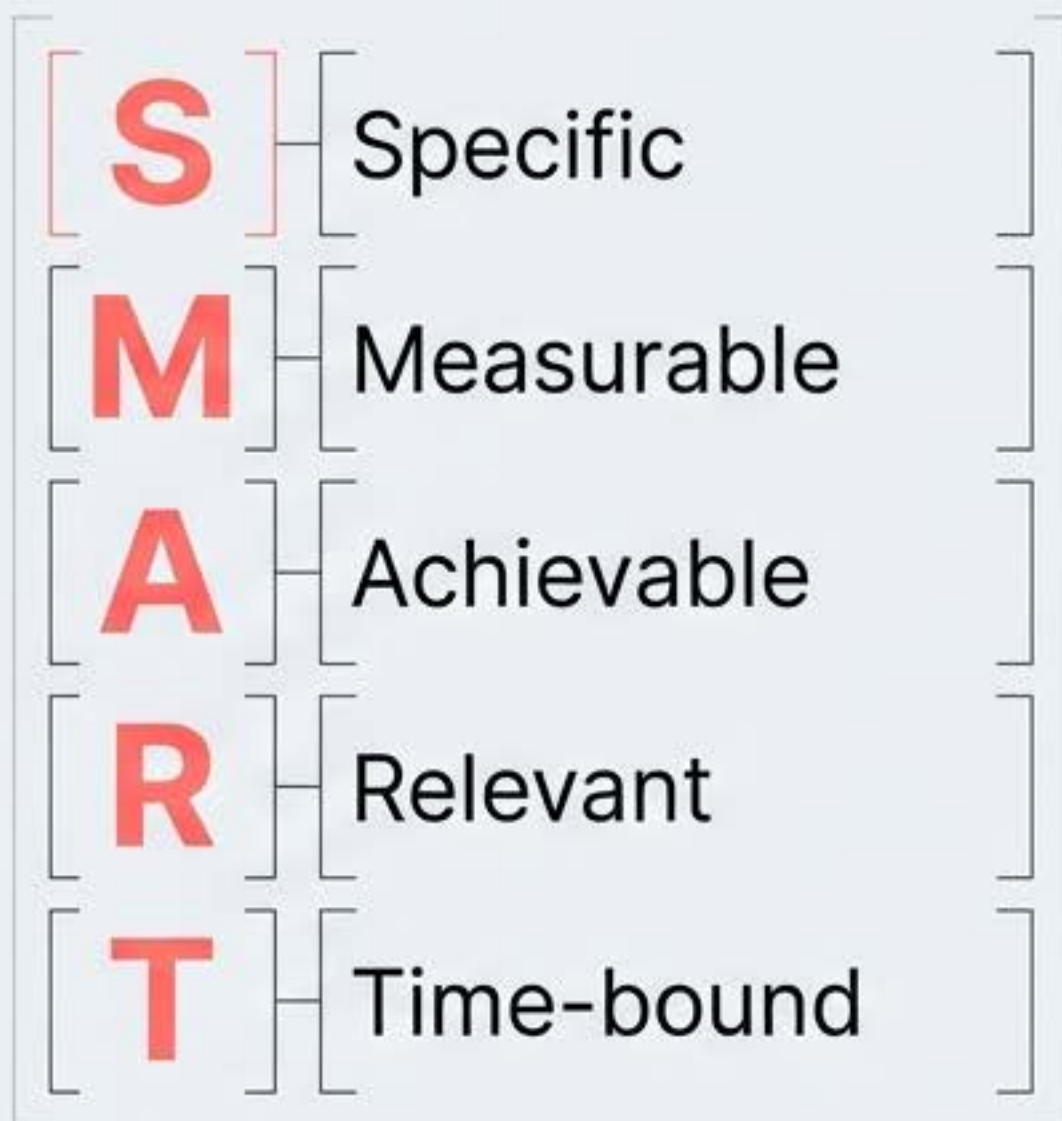 S Specific
M Measurable
A Achievable
R Relevant
T Time-bound